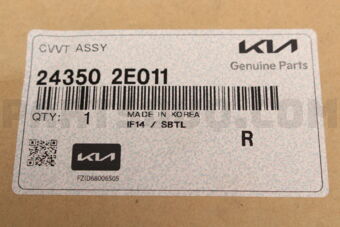 CVVT ASSY
KIA
Genuine Parts
24350 2E011
QTY: 1
MADE IN KOREA
IF14 / SBTL
R
KIA
FZID68006505